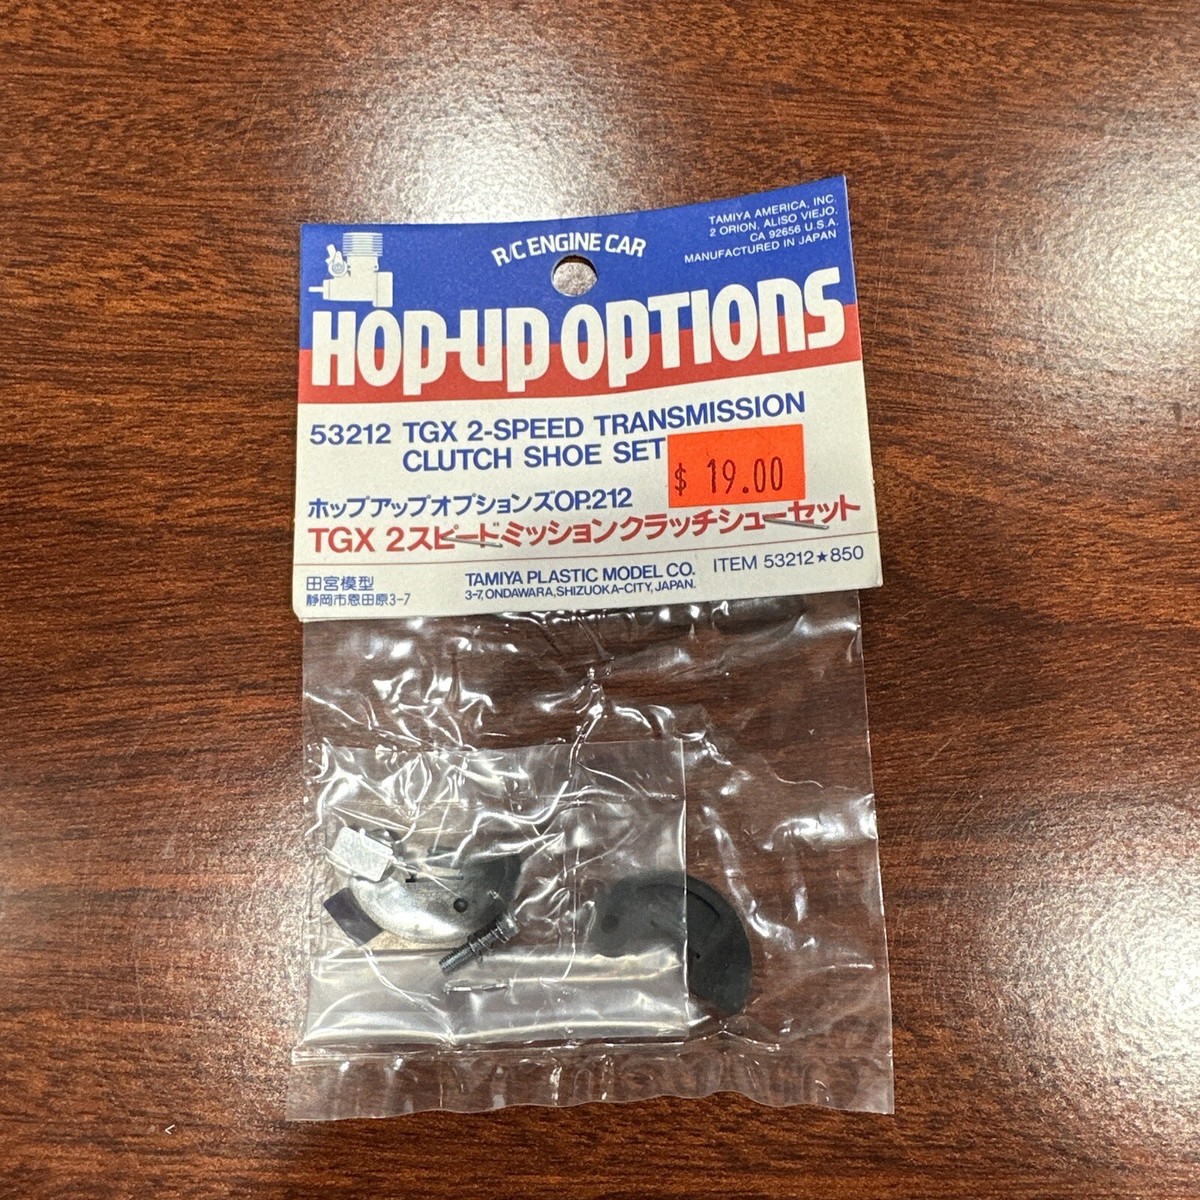 R/C ENGINE CAR
TAMIYA AMERICA, INC.
2 ORION, ALISO VIEJO,
CA 92656 U.S.A.
MANUFACTURED IN JAPAN
HOP-UP OPTIONS
53212 TGX 2-SPEED TRANSMISSION
CLUTCH SHOE SET
$ 19.00
ホップアップオプションズOP.212
TGX 2スピードミッションクラッチシューセット
田宮模型
静岡市恩田原3-7
TAMIYA PLASTIC MODEL CO.
3-7, ONDAWARA, SHIZUOKA-CITY, JAPAN.
ITEM 53212★850